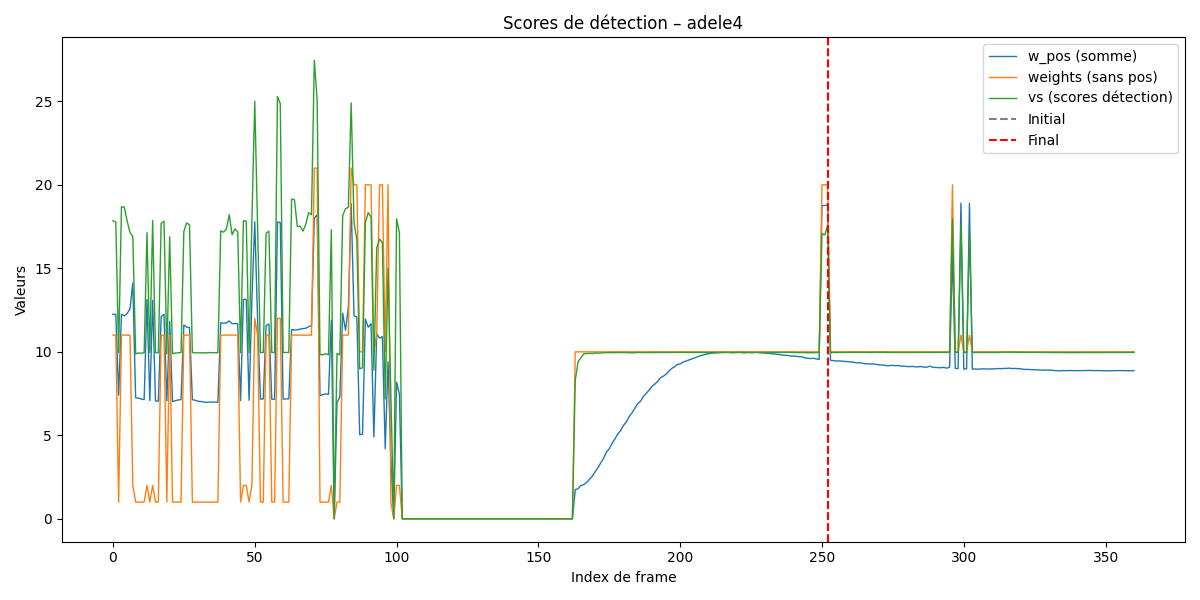 Scores de détection – adele4
w_pos (somme)
weights (sans pos)
vs (scores détection)
Initial
Final
Valeurs
25
20
15
10
5
0
0 50 100 150 200 250 300 350
Index de frame